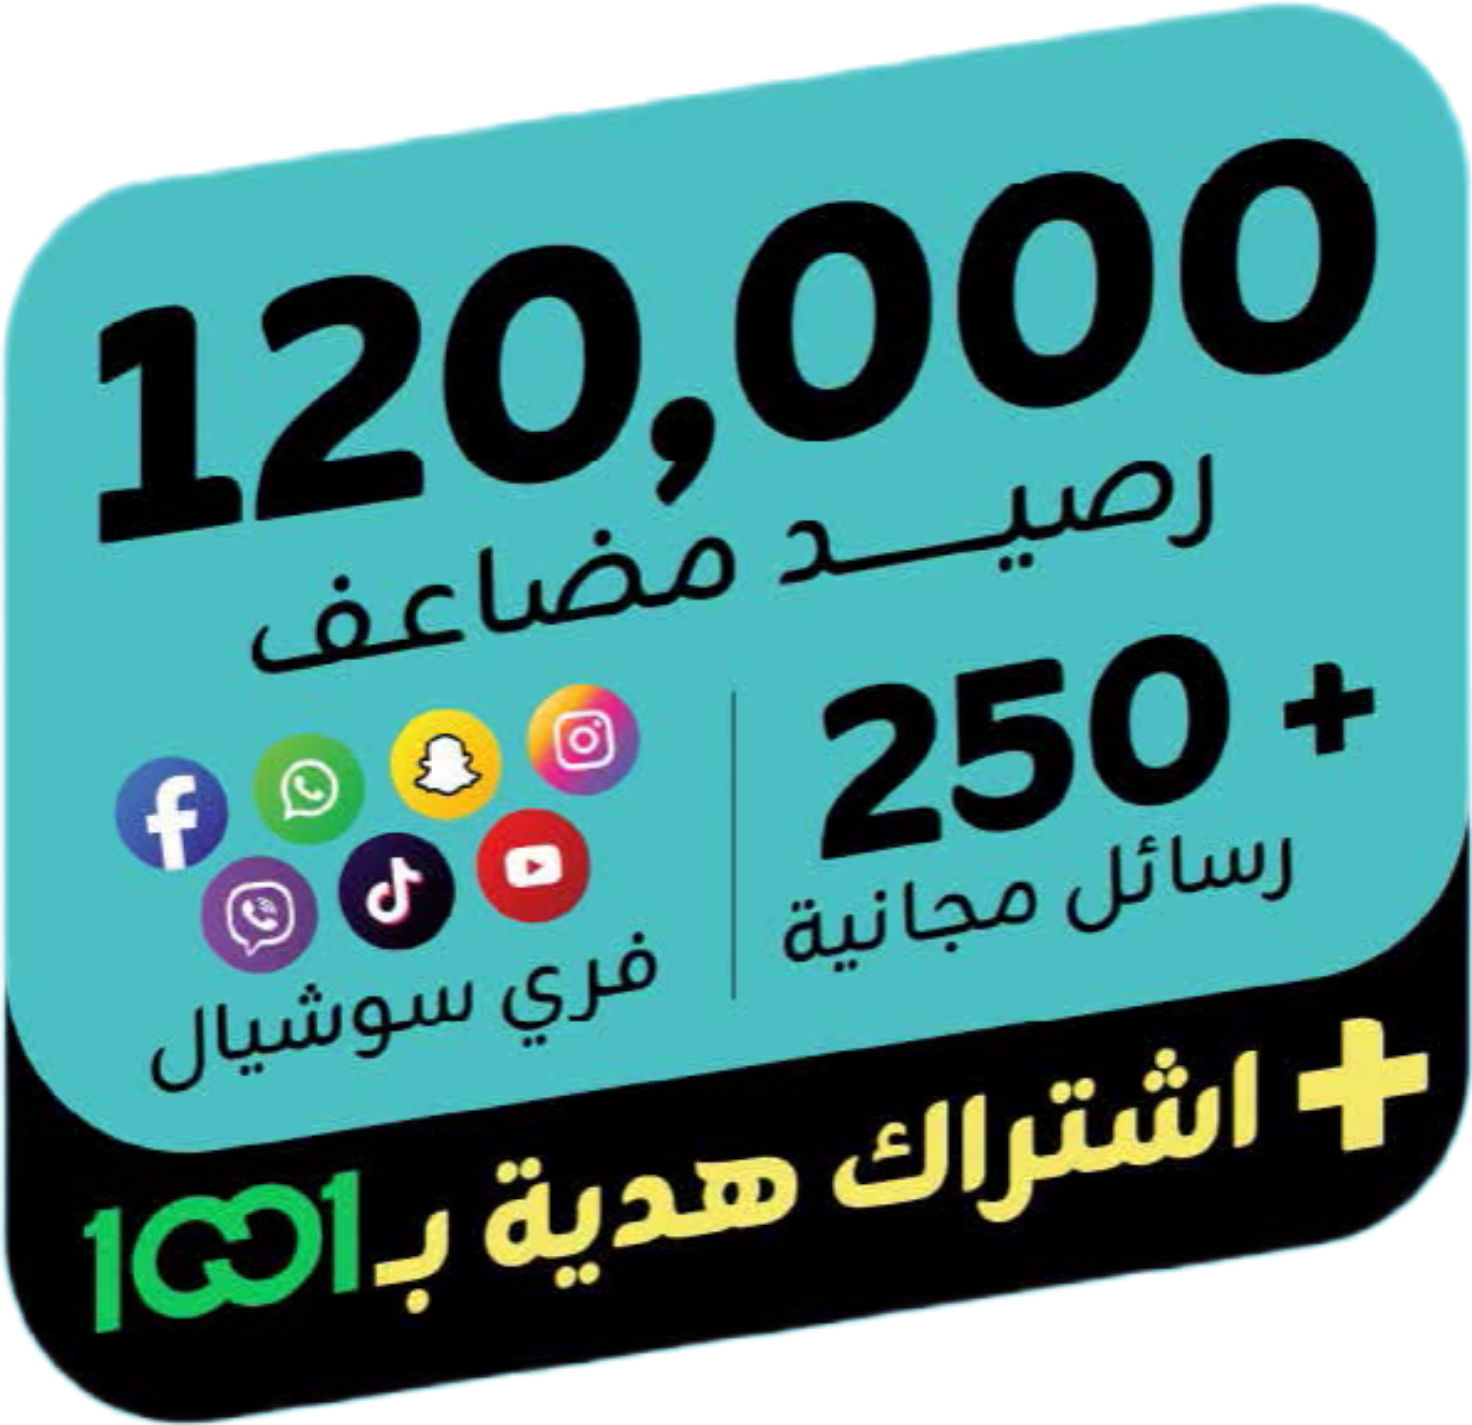 120,000
رصيد مضاعف
+ 250
رسائل مجانية
فري سوشيال
+ اشتراك هدية بـ 1001